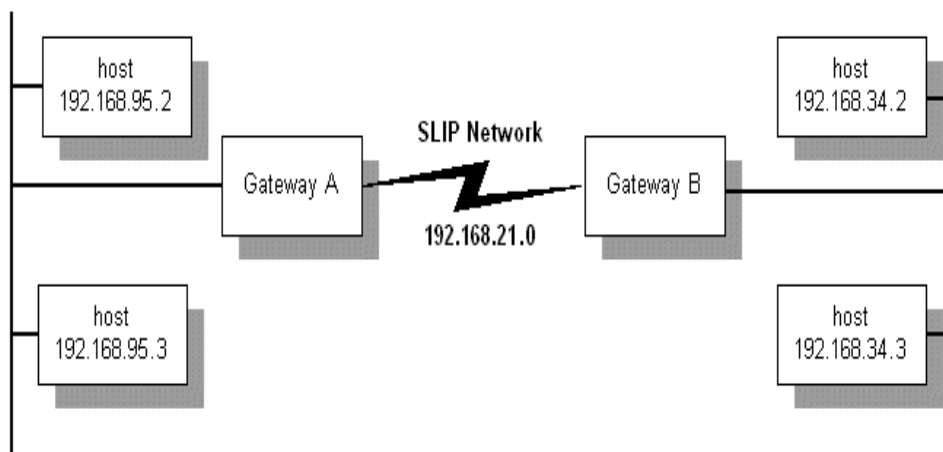 host
192.168.95.2
host
192.168.34.2
SLIP Network
Gateway A
Gateway B
192.168.21.0
host
192.168.95.3
host
192.168.34.3